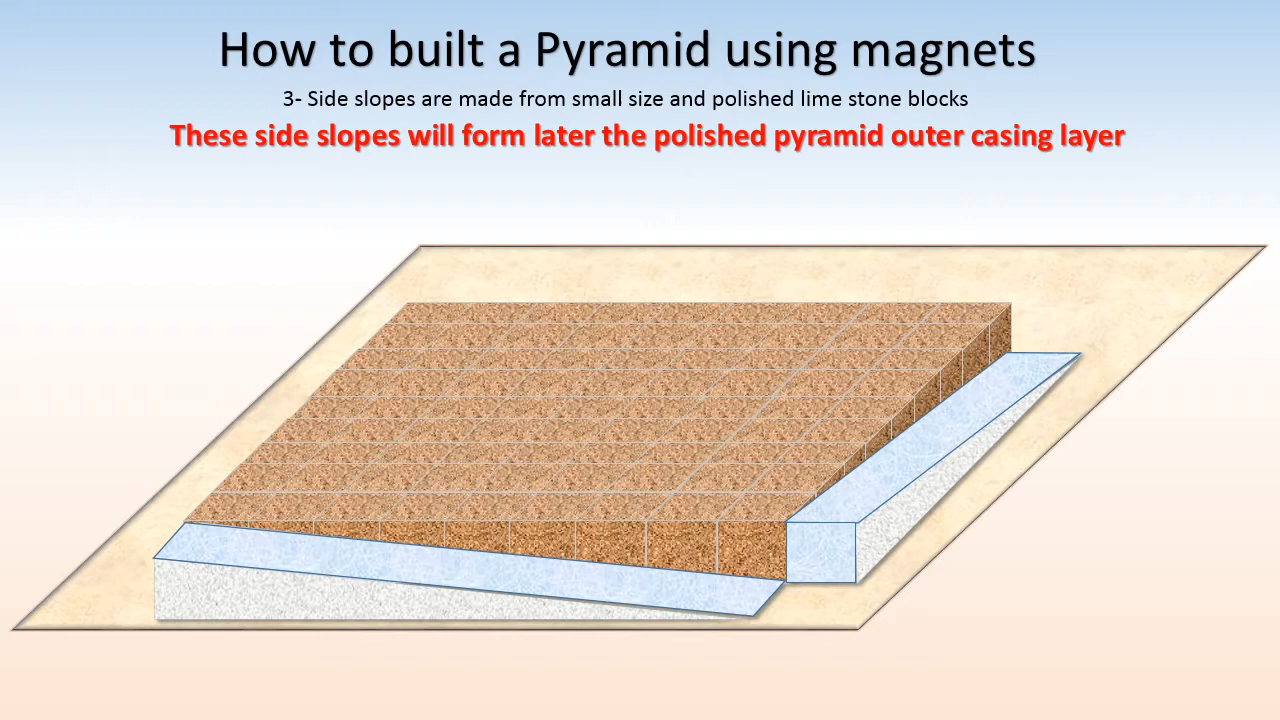 How to built a Pyramid using magnets
3- Side slopes are made from small size and polished lime stone blocks
These side slopes will form later the polished pyramid outer casing layer